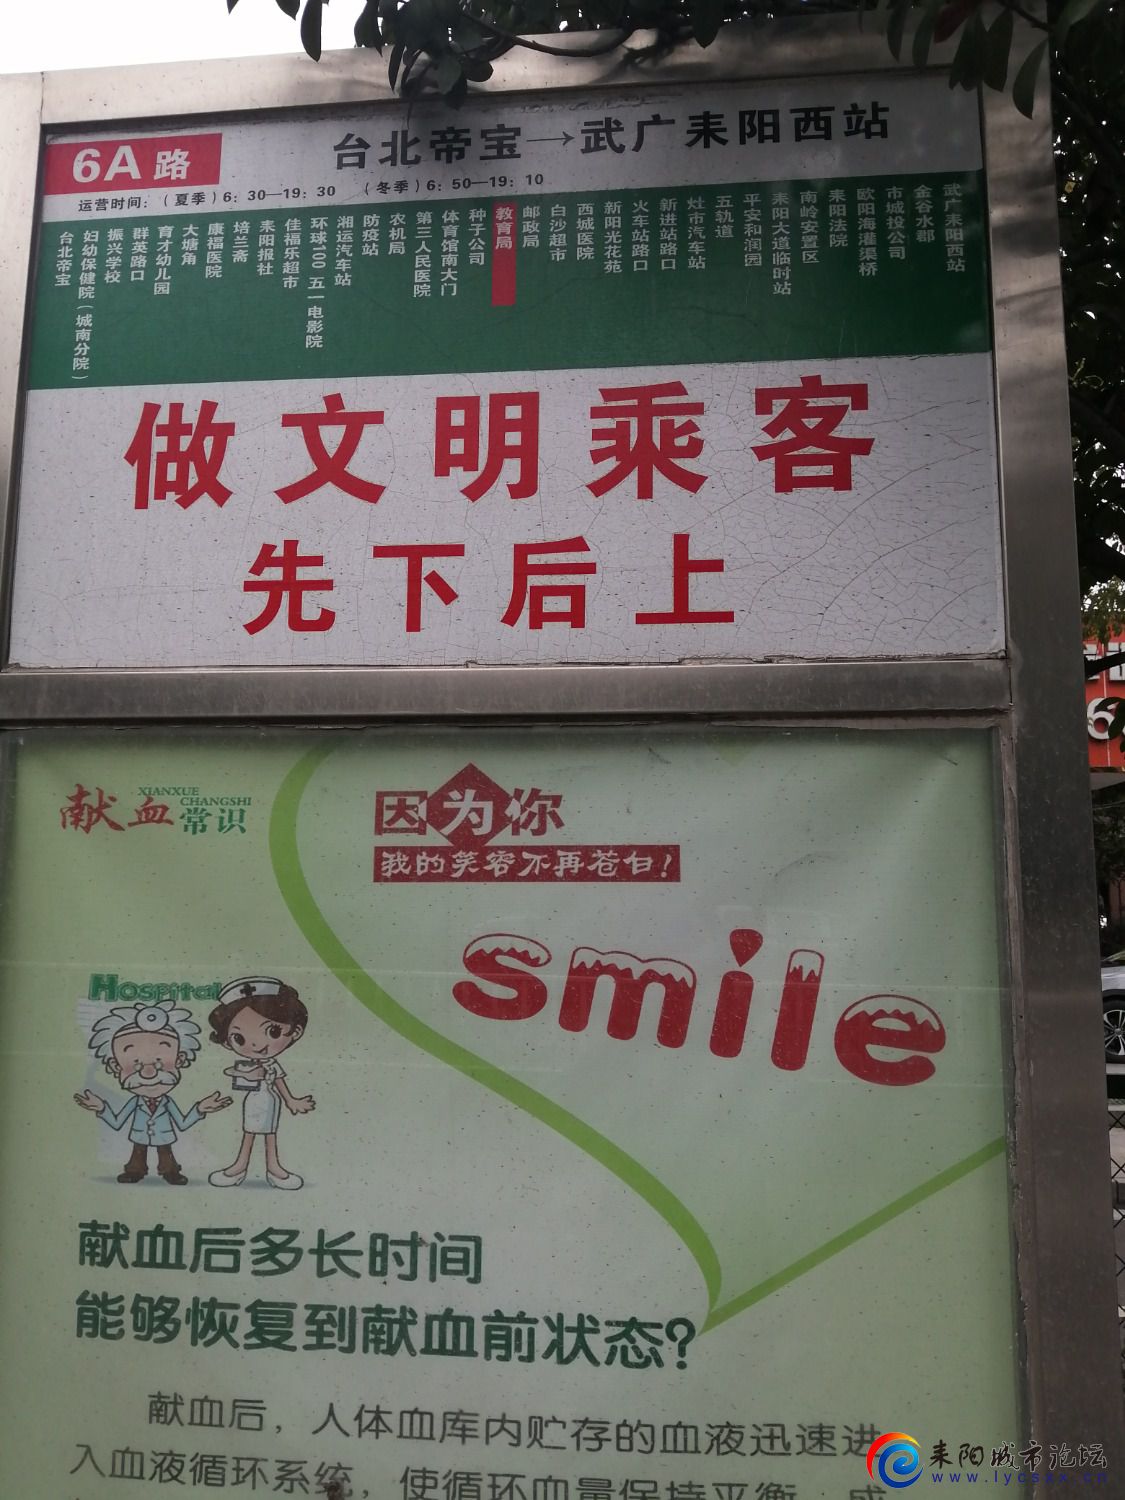 6A 路
台北帝宝→武广耒阳西站
运营时间：（夏季）6：30—19：30　（冬季）6：50—19：10
台北帝宝
妇幼保健院（城南分院）
振兴学校
群英路口
育才幼儿园
大塘角
康福医院
培兰斋
耒阳报社
佳福乐超市
环球100 五一电影院
湘运汽车站
防疫站
农机局
第三人民医院
体育馆南大门
种子公司
教育局
邮政局
白沙超市
西城医院
新阳光花苑
火车站路口
新进站路口
灶市汽车站
五轨道
平安和润园
耒阳大道临时站
南岭安置区
耒阳法院
欧阳海灌渠桥
市城投公司
金谷水郡
武广耒阳西站
做文明乘客
先下后上
献血常识
XIANXUE
CHANGSHI
因为你
我的笑容不再苍白！
smile
Hospital
献血后多长时间
能够恢复到献血前状态？
献血后，人体血库内贮存的血液迅速进
入血液循环系统，使循环血量保持平衡，成
6
耒阳城市论坛
www.lycsxx.cn